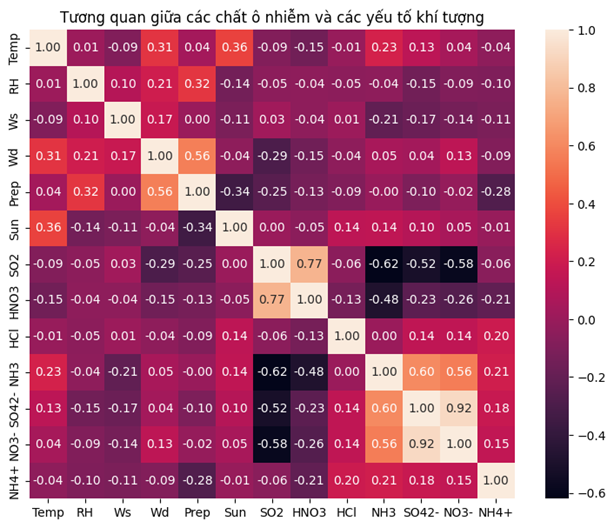 Tương quan giữa các chất ô nhiễm và các yếu tố khí tượng
Temp 1.00 0.01 -0.09 0.31 0.04 0.36 -0.09 -0.15 -0.01 0.23 0.13 0.04 -0.04
RH 0.01 1.00 0.10 0.21 0.32 -0.14 -0.05 -0.04 -0.05 -0.04 -0.15 -0.09 -0.10
Ws -0.09 0.10 1.00 0.17 0.00 -0.11 0.03 -0.04 0.01 -0.21 -0.17 -0.14 -0.11
Wd 0.31 0.21 0.17 1.00 0.56 -0.04 -0.29 -0.15 -0.04 0.05 0.04 0.13 -0.09
Prep 0.04 0.32 0.00 0.56 1.00 -0.34 -0.25 -0.13 -0.09 -0.00 -0.10 -0.02 -0.28
Sun 0.36 -0.14 -0.11 -0.04 -0.34 1.00 0.00 -0.05 0.14 0.14 0.10 0.05 -0.01
SO2 -0.09 -0.05 0.03 -0.29 -0.25 0.00 1.00 0.77 -0.06 -0.62 -0.52 -0.58 -0.06
HNO3 -0.15 -0.04 -0.04 -0.15 -0.13 -0.05 0.77 1.00 -0.13 -0.48 -0.23 -0.26 -0.21
HCl -0.01 -0.05 0.01 -0.04 -0.09 0.14 -0.06 -0.13 1.00 0.00 0.14 0.14 0.20
NH3 0.23 -0.04 -0.21 0.05 -0.00 0.14 -0.62 -0.48 0.00 1.00 0.60 0.56 0.21
SO42- 0.13 -0.15 -0.17 0.04 -0.10 0.10 -0.52 -0.23 0.14 0.60 1.00 0.92 0.18
NO3- 0.04 -0.09 -0.14 0.13 -0.02 0.05 -0.58 -0.26 0.14 0.56 0.92 1.00 0.15
NH4+ -0.04 -0.10 -0.11 -0.09 -0.28 -0.01 -0.06 -0.21 0.20 0.21 0.18 0.15 1.00
Temp RH Ws Wd Prep Sun SO2 HNO3 HCl NH3 SO42- NO3- NH4+
1.0
0.8
0.6
0.4
0.2
0.0
−0.2
−0.4
−0.6